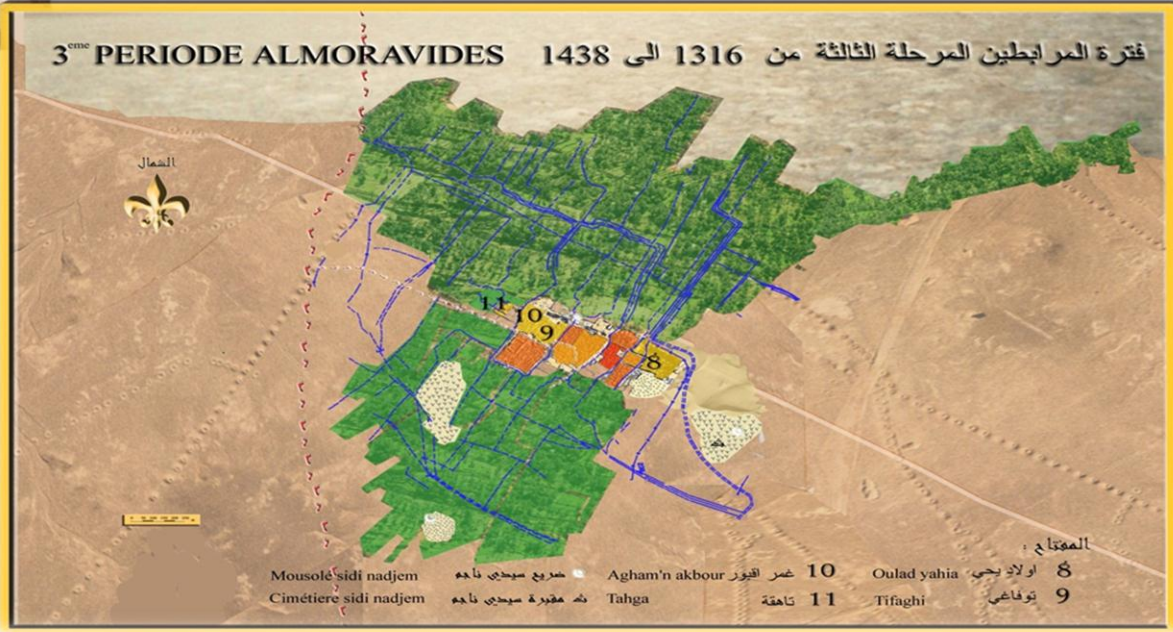 3eme PERIODE ALMORAVIDES 1438 فترة المرابطين المرحلة الثالثة من 1316 الى
الشمال
11
10
9
8
المفتاح :
Mousolé sidi nadjem ضريح سيدي ناجم
Agham'n akbour غمر اقبور 10
Oulad yahia اولاد يحي 8
Cimétiere sidi nadjem مقبرة سيدي ناجم
Tahga تاهقة 11
Tifaghi توفاغي 9